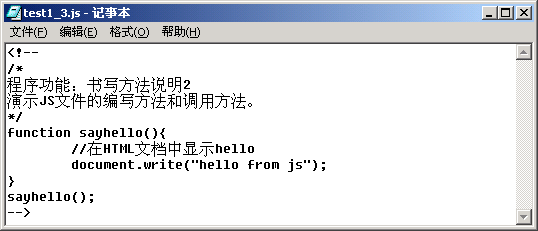 test1_3.js - 记事本
文件(F) 编辑(E) 格式(O) 帮助(H)
<!--
/*
程序功能：书写方法说明2
演示JS文件的编写方法和调用方法。
*/
function sayhello(){
//在HTML文档中显示hello
document.write("hello from js");
}
sayhello();
-->